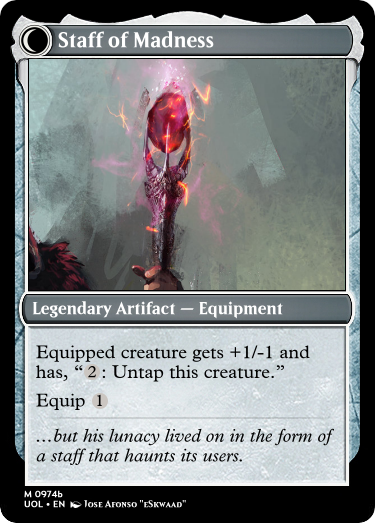 Staff of Madness
Legendary Artifact — Equipment
Equipped creature gets +1/-1 and
has, “2: Untap this creature.”
Equip 1
…but his lunacy lived on in the form of
a staff that haunts its users.
M 0974b
UOL • EN Jose Afonso "eSkwaad"